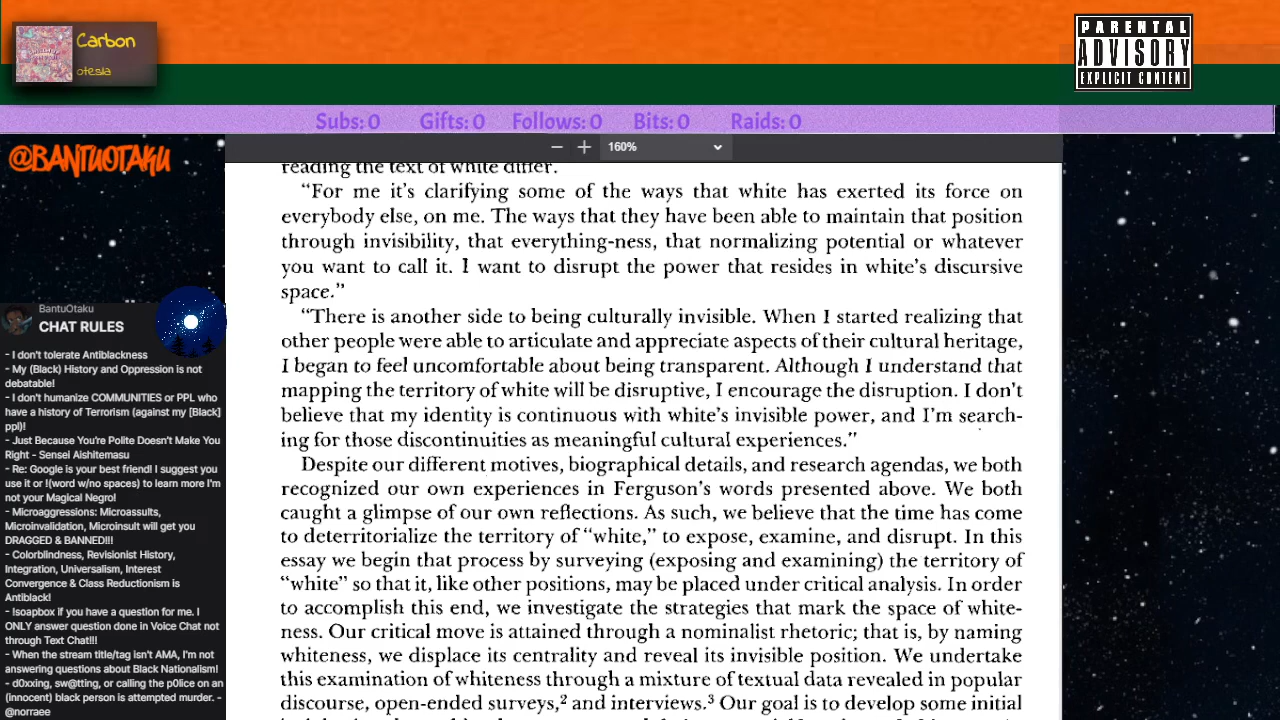 Carbon
otesla
PARENTAL
ADVISORY
EXPLICIT CONTENT
Subs: 0 Gifts: 0 Follows: 0 Bits: 0 Raids: 0
@BANTUOTAKU
160%
reading the text of white differ.
“For me it’s clarifying some of the ways that white has exerted its force on
everybody else, on me. The ways that they have been able to maintain that position
through invisibility, that everything-ness, that normalizing potential or whatever
you want to call it. I want to disrupt the power that resides in white’s discursive
space.”
“There is another side to being culturally invisible. When I started realizing that
other people were able to articulate and appreciate aspects of their cultural heritage,
I began to feel uncomfortable about being transparent. Although I understand that
mapping the territory of white will be disruptive, I encourage the disruption. I don’t
believe that my identity is continuous with white’s invisible power, and I’m search-
ing for those discontinuities as meaningful cultural experiences.”
Despite our different motives, biographical details, and research agendas, we both
recognized our own experiences in Ferguson’s words presented above. We both
caught a glimpse of our own reflections. As such, we believe that the time has come
to deterritorialize the territory of “white,” to expose, examine, and disrupt. In this
essay we begin that process by surveying (exposing and examining) the territory of
“white” so that it, like other positions, may be placed under critical analysis. In order
to accomplish this end, we investigate the strategies that mark the space of white-
ness. Our critical move is attained through a nominalist rhetoric; that is, by naming
whiteness, we displace its centrality and reveal its invisible position. We undertake
this examination of whiteness through a mixture of textual data revealed in popular
discourse, open-ended surveys,² and interviews.³ Our goal is to develop some initial
BantuOtaku
CHAT RULES
- I don't tolerate Antiblackness
- My (Black) History and Oppression is not
debatable!
- I don't humanize COMMUNITIES or PPL who
have a history of Terrorism (against my [Black]
ppl)!
- Just Because You're Polite Doesn't Make You
Right - Sensei Aishitemasu
- Re: Google is your best friend! I suggest you
use it or !(word w/no spaces) to learn more I'm
not your Magical Negro!
- Microaggressions: Microassults,
Microinvalidation, Microinsult will get you
DRAGGED & BANNED!!!
- Colorblindness, Revisionist History,
Integration, Universalism, Interest
Convergence & Class Reductionism is
Antiblack!
- !soapbox if you have a question for me. I
ONLY answer question done in Voice Chat not
through Text Chat!!!
- When the stream title/tag isn't AMA, I'm not
answering questions about Black Nationalism!
- d0xxing, sw@tting, or calling the p0lice on an
(innocent) black person is attempted murder. -
@norraee